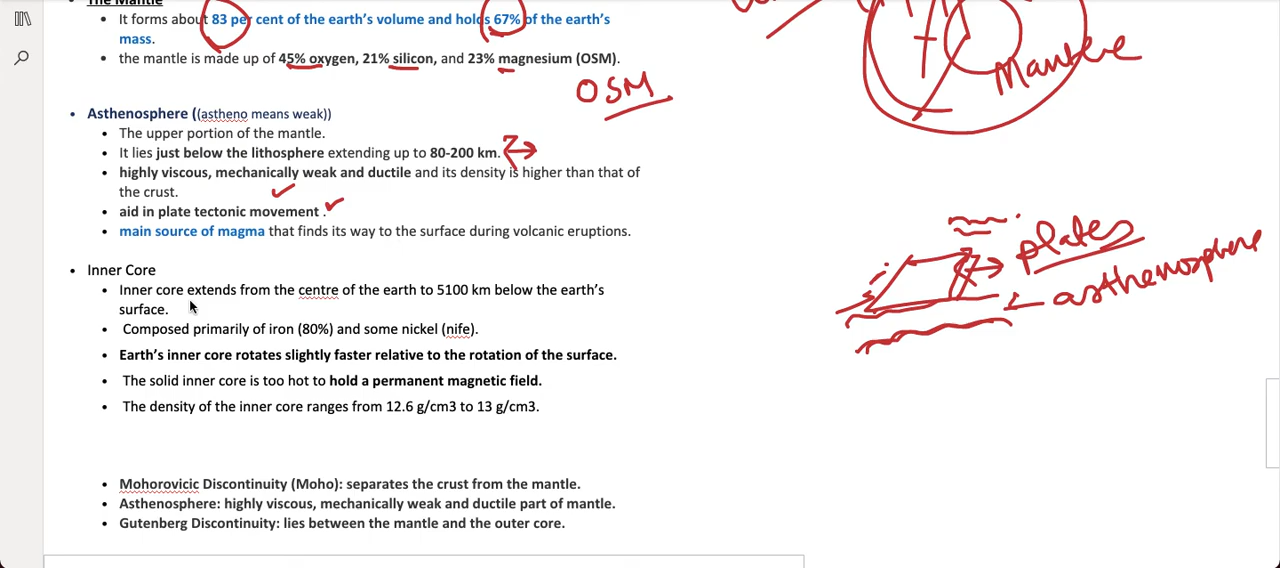 The Mantle
It forms about 83 per cent of the earth's volume and holds 67% of the earth's
mass.
the mantle is made up of 45% oxygen, 21% silicon, and 23% magnesium (OSM).
OSM
Mantle
Asthenosphere ((astheno means weak))
The upper portion of the mantle.
It lies just below the lithosphere extending up to 80-200 km.
highly viscous, mechanically weak and ductile and its density is higher than that of
the crust.
aid in plate tectonic movement .
main source of magma that finds its way to the surface during volcanic eruptions.
plates
asthenosphere
Inner Core
Inner core extends from the centre of the earth to 5100 km below the earth's
surface.
Composed primarily of iron (80%) and some nickel (nife).
Earth's inner core rotates slightly faster relative to the rotation of the surface.
The solid inner core is too hot to hold a permanent magnetic field.
The density of the inner core ranges from 12.6 g/cm3 to 13 g/cm3.
Mohorovicic Discontinuity (Moho): separates the crust from the mantle.
Asthenosphere: highly viscous, mechanically weak and ductile part of mantle.
Gutenberg Discontinuity: lies between the mantle and the outer core.